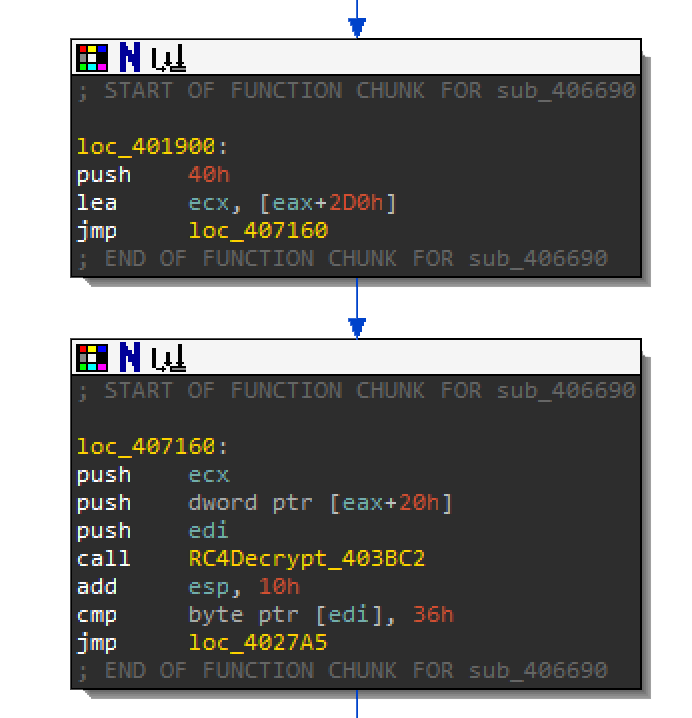 ; START OF FUNCTION CHUNK FOR sub_406690
loc_401900:
push 40h
lea ecx, [eax+2D0h]
jmp loc_407160
; END OF FUNCTION CHUNK FOR sub_406690
; START OF FUNCTION CHUNK FOR sub_406690
loc_407160:
push ecx
push dword ptr [eax+20h]
push edi
call RC4Decrypt_403BC2
add esp, 10h
cmp byte ptr [edi], 36h
jmp loc_4027A5
; END OF FUNCTION CHUNK FOR sub_406690